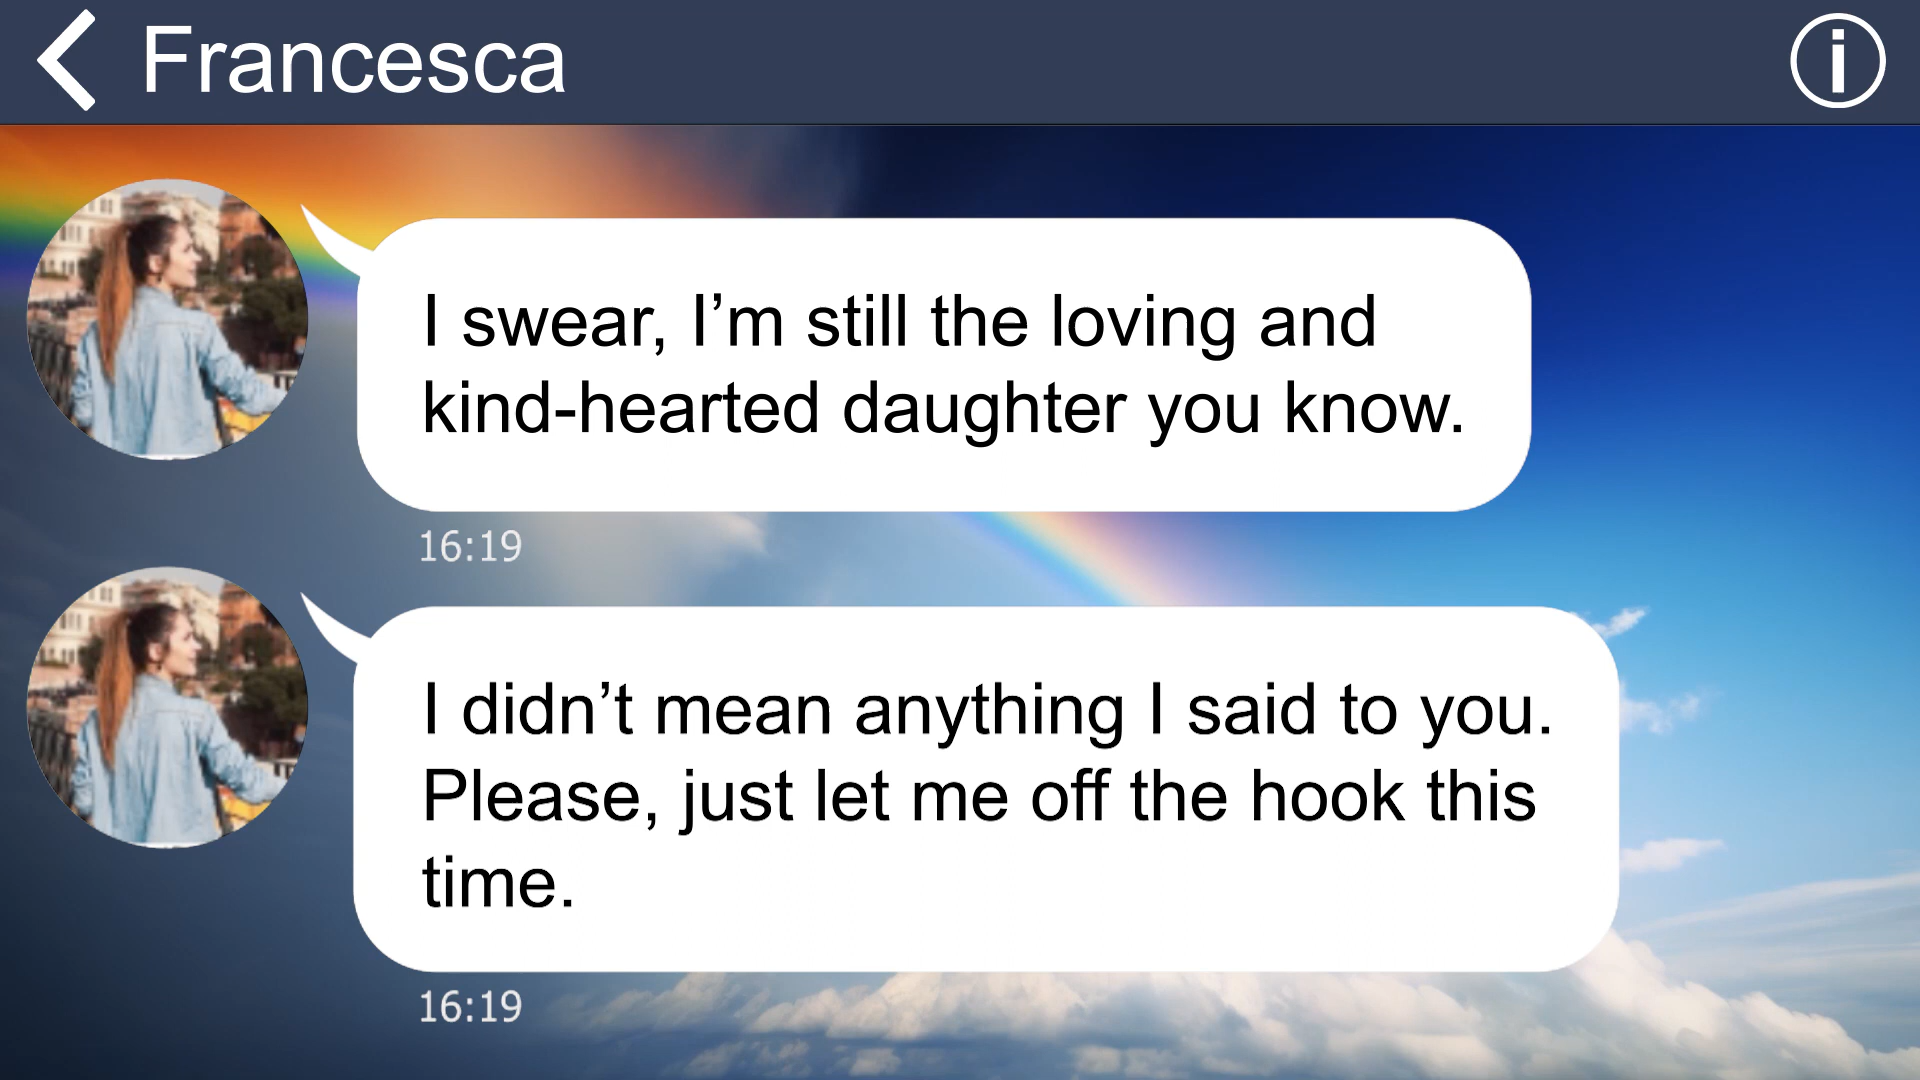 Francesca
I swear, I’m still the loving and
kind-hearted daughter you know.
16:19
I didn’t mean anything I said to you.
Please, just let me off the hook this
time.
16:19